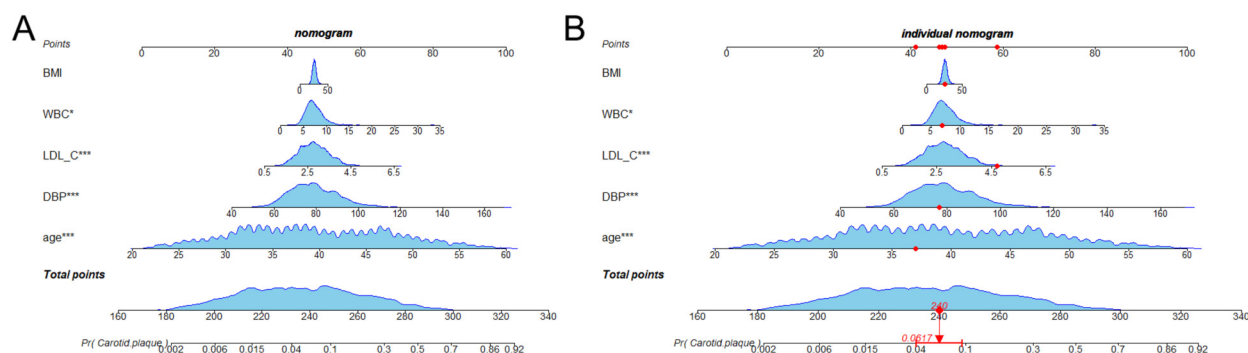 A
nomogram
Points
0 20 40 60 80 100
BMI
0 50
WBC*
0 5 10 15 20 25 30 35
LDL_C***
0.5 2.5 4.5 6.5
DBP***
40 60 80 100 120 140 160
age***
20 25 30 35 40 45 50 55 60
Total points
160 180 200 220 240 260 280 300 320 340
Pr( Carotid.plaque )
0.002 0.006 0.015 0.04 0.1 0.3 0.5 0.7 0.86 0.92
B
individual nomogram
Points
0 20 40 60 80 100
BMI
0 50
WBC*
0 5 10 15 20 25 30 35
LDL_C***
0.5 2.5 4.5 6.5
DBP***
40 60 80 100 120 140 160
age***
20 25 30 35 40 45 50 55 60
Total points
240
160 180 200 220 240 260 280 300 320 340
0.0617
Pr( Carotid.plaque )
0.002 0.006 0.015 0.04 0.1 0.3 0.5 0.7 0.86 0.92